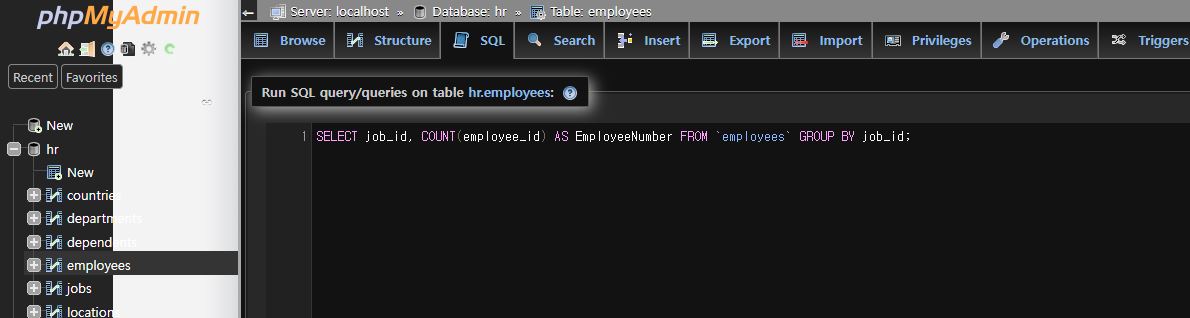 phpMyAdmin
Recent Favorites
New
hr
New
countries
departments
dependents
employees
jobs
locations
Server: localhost » Database: hr » Table: employees
Browse Structure SQL Search Insert Export Import Privileges Operations Triggers
Run SQL query/queries on table hr.employees:
1 SELECT job_id, COUNT(employee_id) AS EmployeeNumber FROM `employees` GROUP BY job_id;